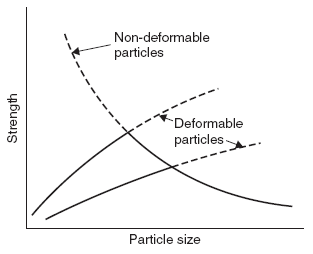 Non-deformable
particles
Deformable
particles
Strength
Particle size